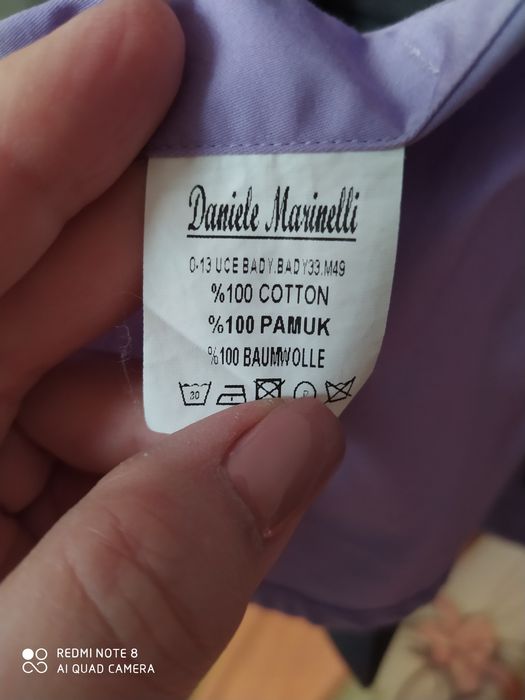 Daniele Marinelli
0-13 UCE BADY.BADY33.M49
%100 COTTON
%100 PAMUK
%100 BAUMWOLLE
30
REDMI NOTE 8
AI QUAD CAMERA